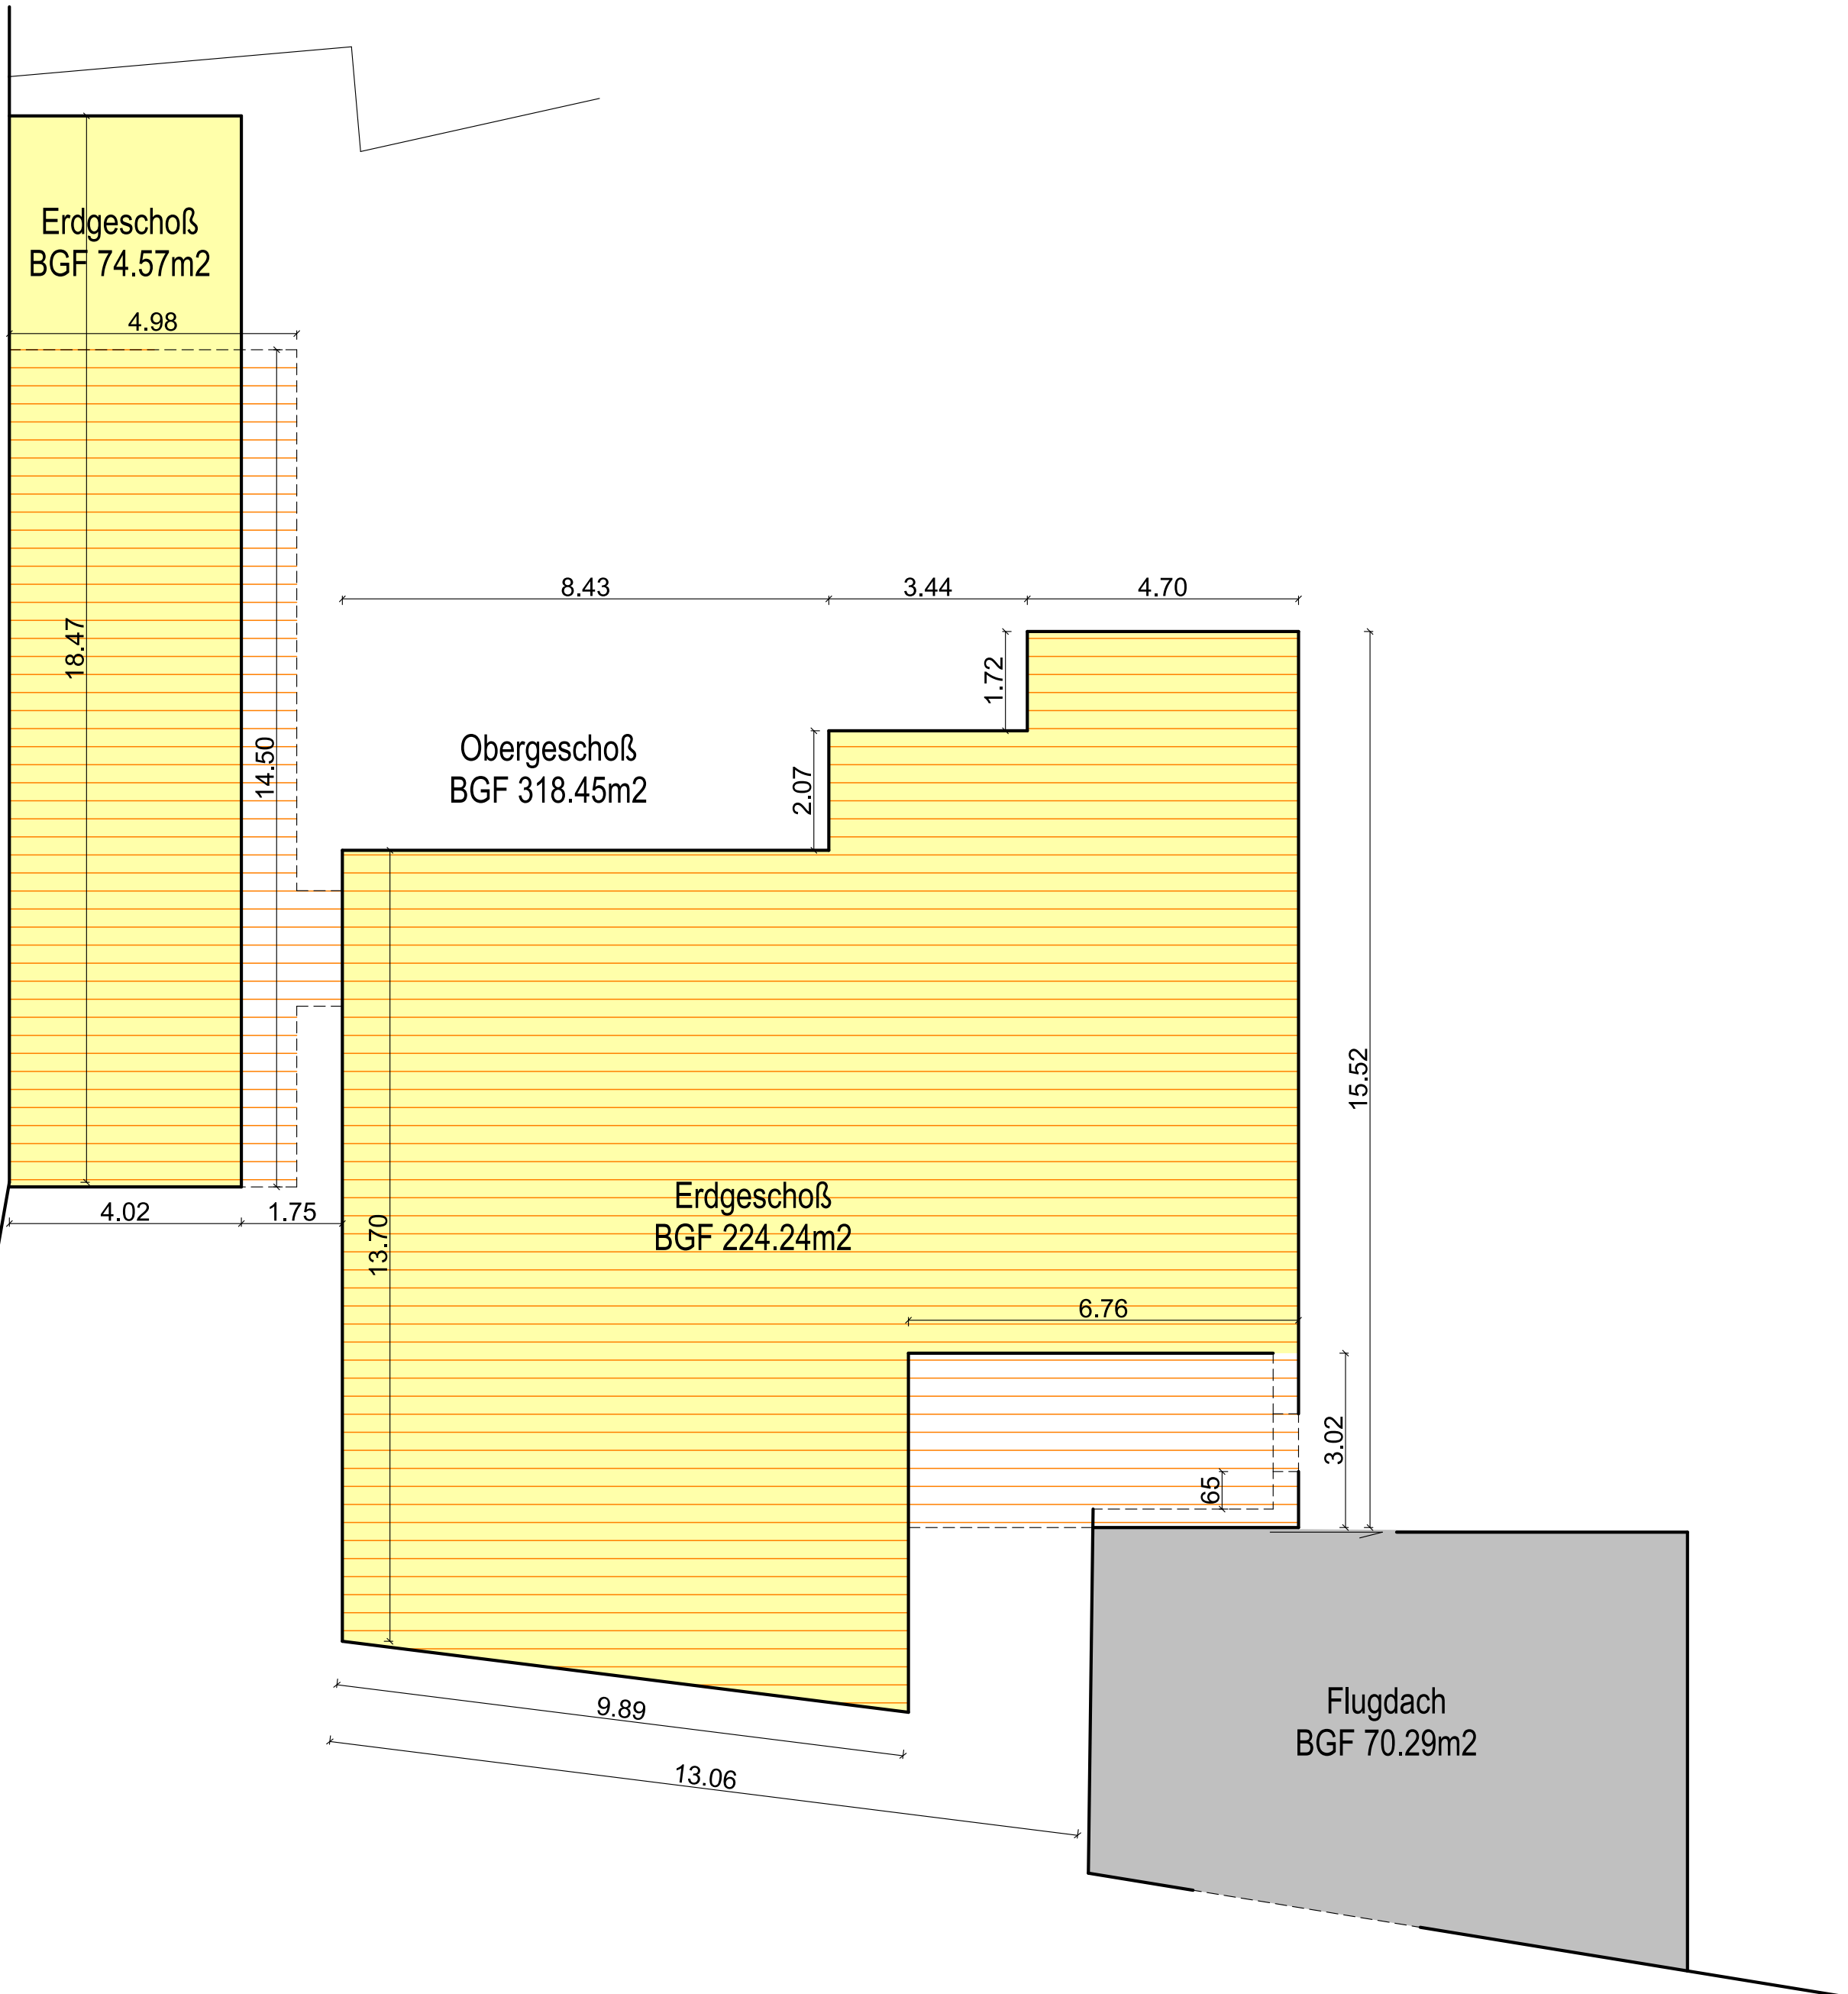 Erdgeschoß
BGF 74.57m2
4.98
18.47
14.50
8.43
3.44
4.70
1.72
2.07
Obergeschoß
BGF 318.45m2
15.52
4.02
1.75
13.70
Erdgeschoß
BGF 224.24m2
6.76
3.02
65
9.89
13.06
Flugdach
BGF 70.29m2